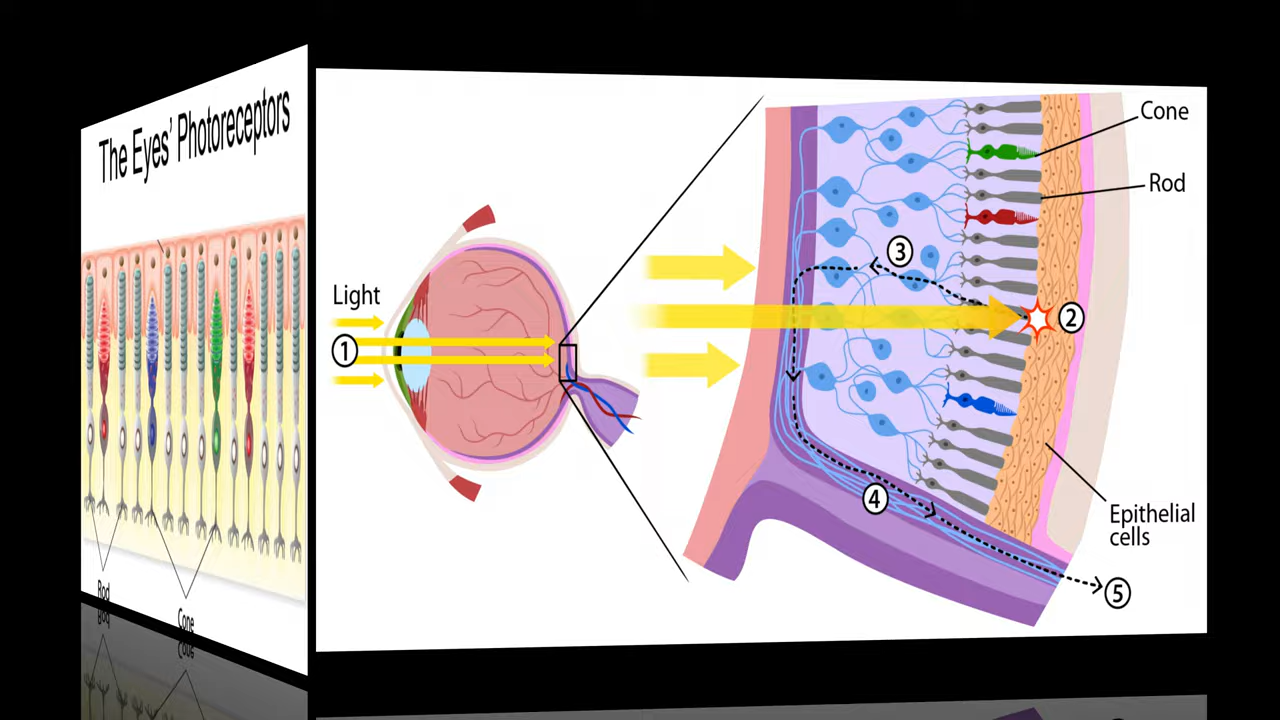 The Eyes' Photoreceptors
Rod
Cone
Light
1
2
3
4
5
Cone
Rod
Epithelial
cells